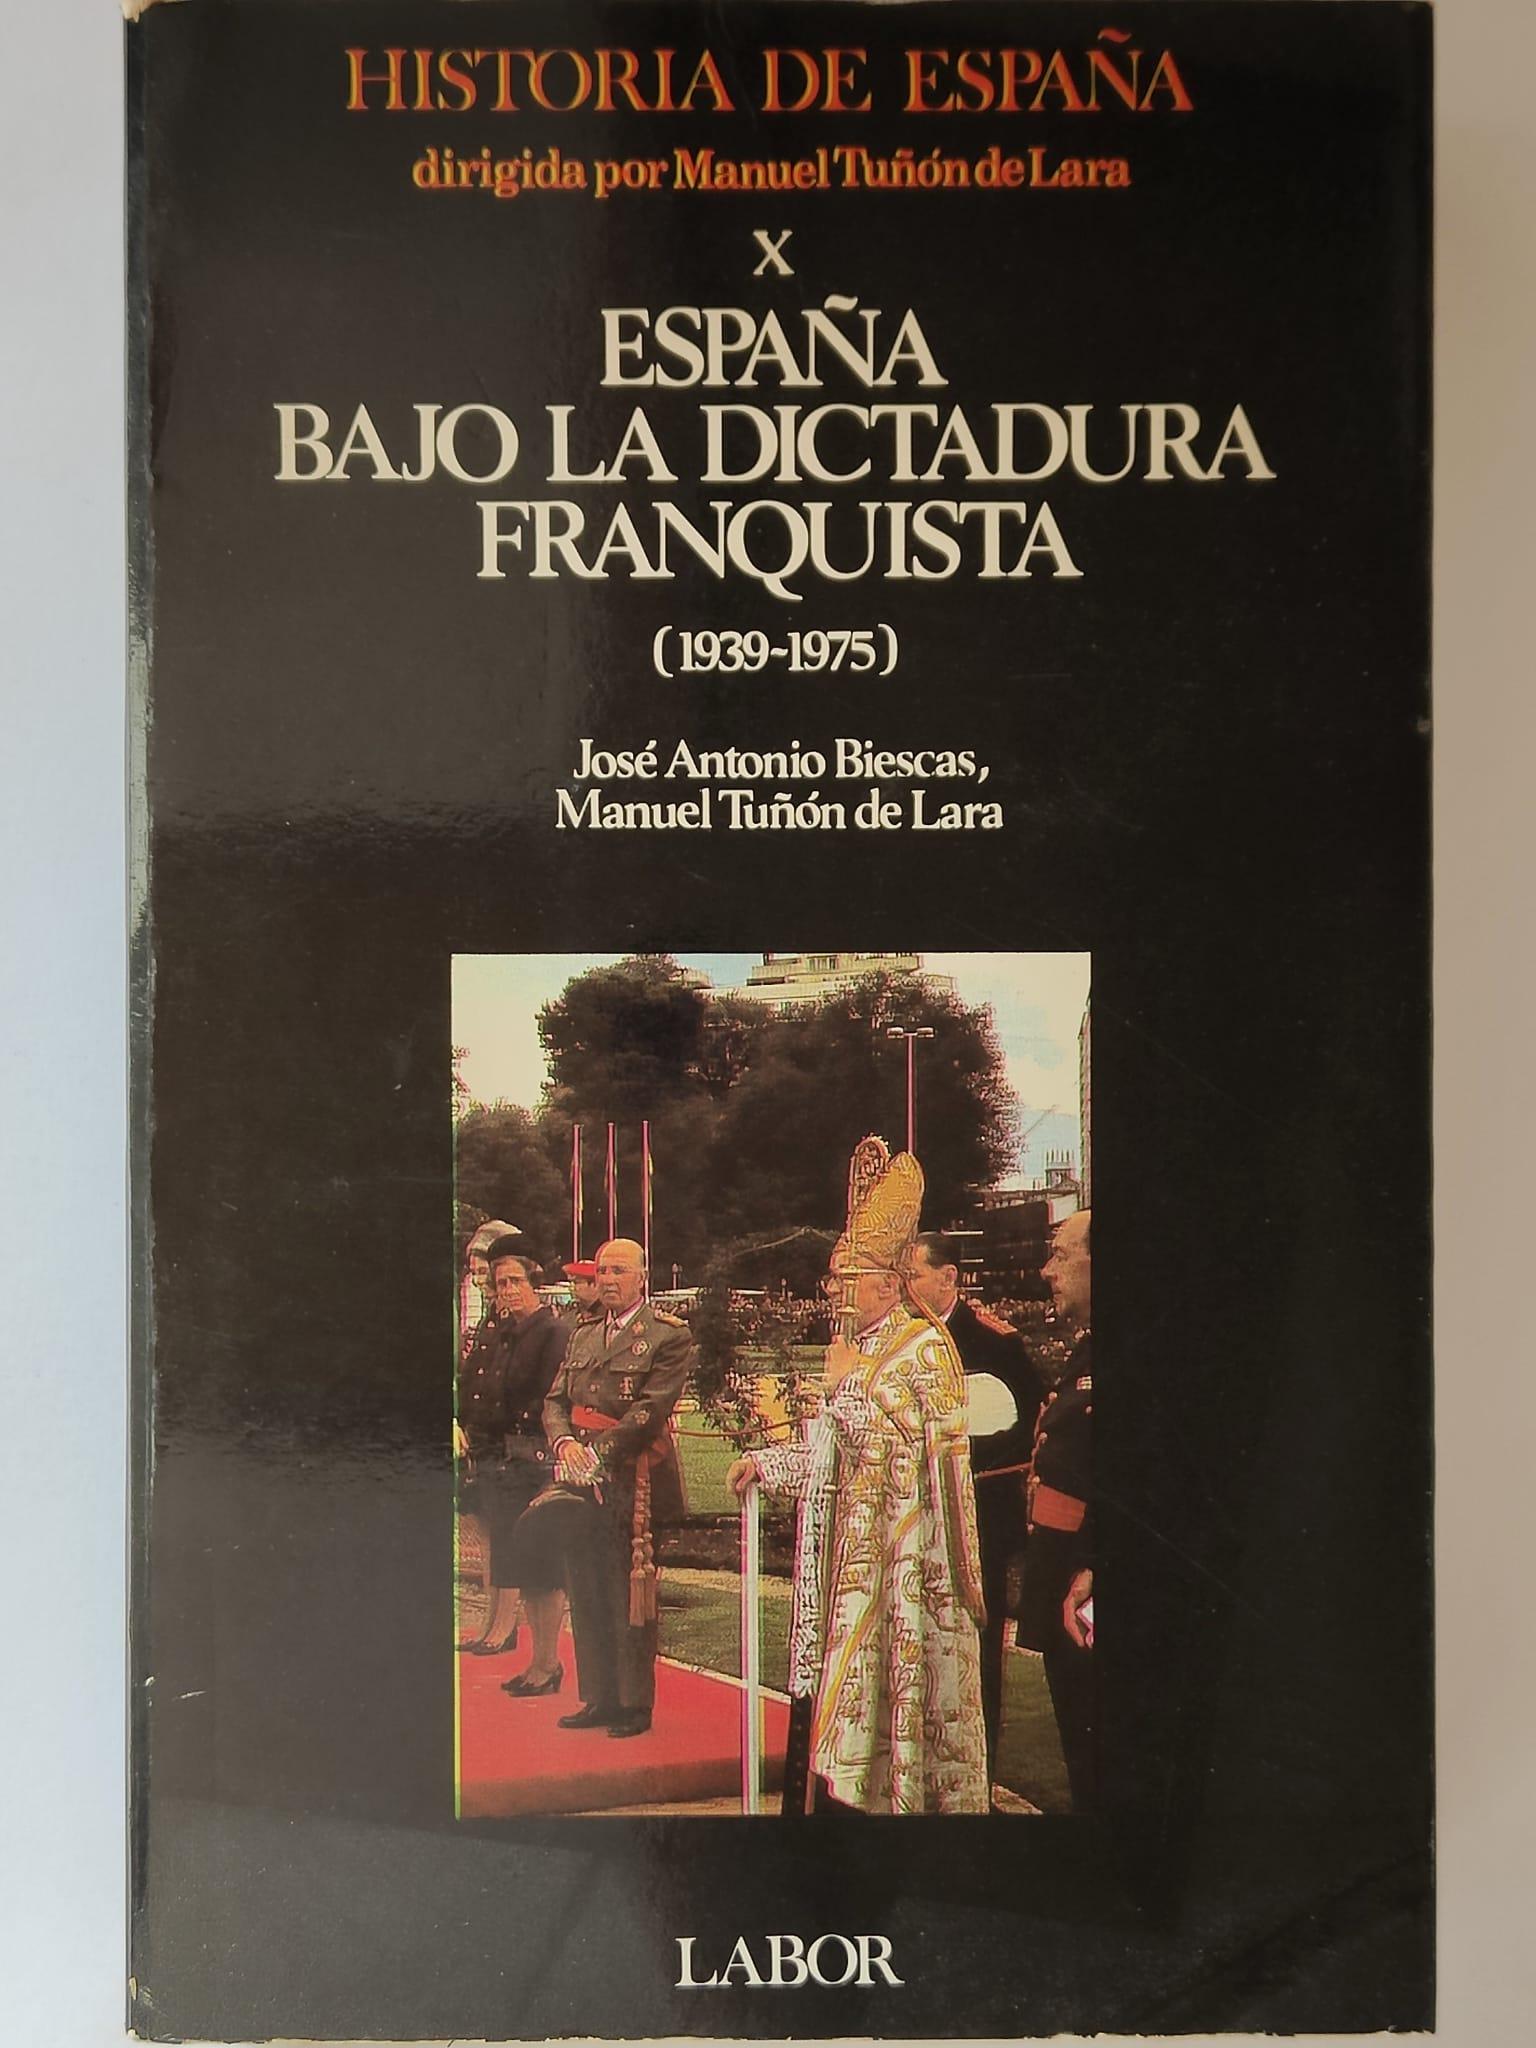 HISTORIA DE ESPAÑA
dirigida por Manuel Tuñón de Lara
X
ESPAÑA
BAJO LA DICTADURA
FRANQUISTA
(1939~1975)
José Antonio Biescas,
Manuel Tuñón de Lara
LABOR